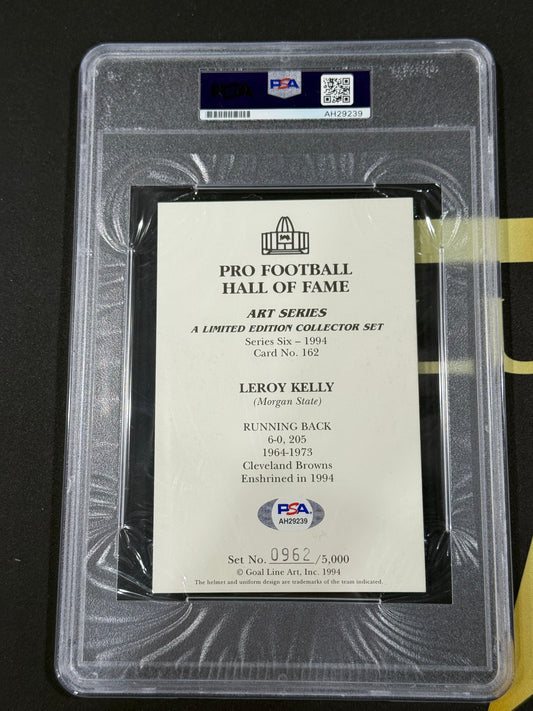 PSA
AH29239
PRO FOOTBALL
HALL OF FAME
ART SERIES
A LIMITED EDITION COLLECTOR SET
Series Six – 1994
Card No. 162
LEROY KELLY
(Morgan State)
RUNNING BACK
6-0, 205
1964-1973
Cleveland Browns
Enshrined in 1994
PSA
AH29239
Set No. 0962/5,000
© Goal Line Art, Inc. 1994
The helmet and uniform design are trademarks of the team indicated.